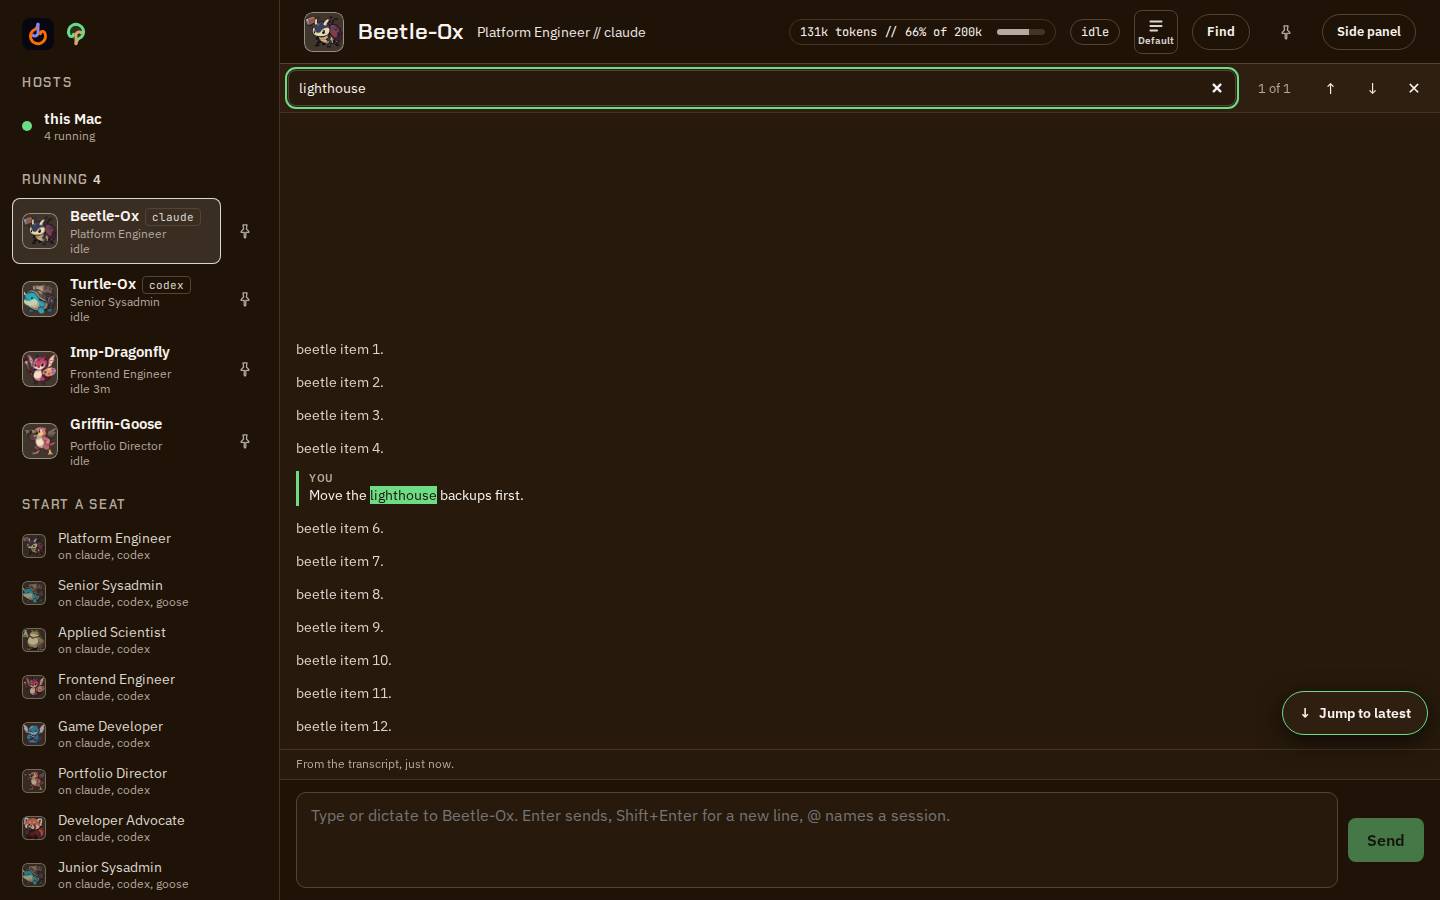 HOSTS
this Mac
4 running
RUNNING 4
Beetle-Ox claude
Platform Engineer
idle
Turtle-Ox codex
Senior Sysadmin
idle
Imp-Dragonfly
Frontend Engineer
idle 3m
Griffin-Goose
Portfolio Director
idle
START A SEAT
Platform Engineer
on claude, codex
Senior Sysadmin
on claude, codex, goose
Applied Scientist
on claude, codex
Frontend Engineer
on claude, codex
Game Developer
on claude, codex
Portfolio Director
on claude, codex
Developer Advocate
on claude, codex
Junior Sysadmin
on claude, codex, goose
Beetle-Ox Platform Engineer // claude 131k tokens // 66% of 200k idle Default Find Side panel
lighthouse 1 of 1
beetle item 1.
beetle item 2.
beetle item 3.
beetle item 4.
YOU
Move the lighthouse backups first.
beetle item 6.
beetle item 7.
beetle item 8.
beetle item 9.
beetle item 10.
beetle item 11.
beetle item 12.
Jump to latest
From the transcript, just now.
Type or dictate to Beetle-Ox. Enter sends, Shift+Enter for a new line, @ names a session.
Send